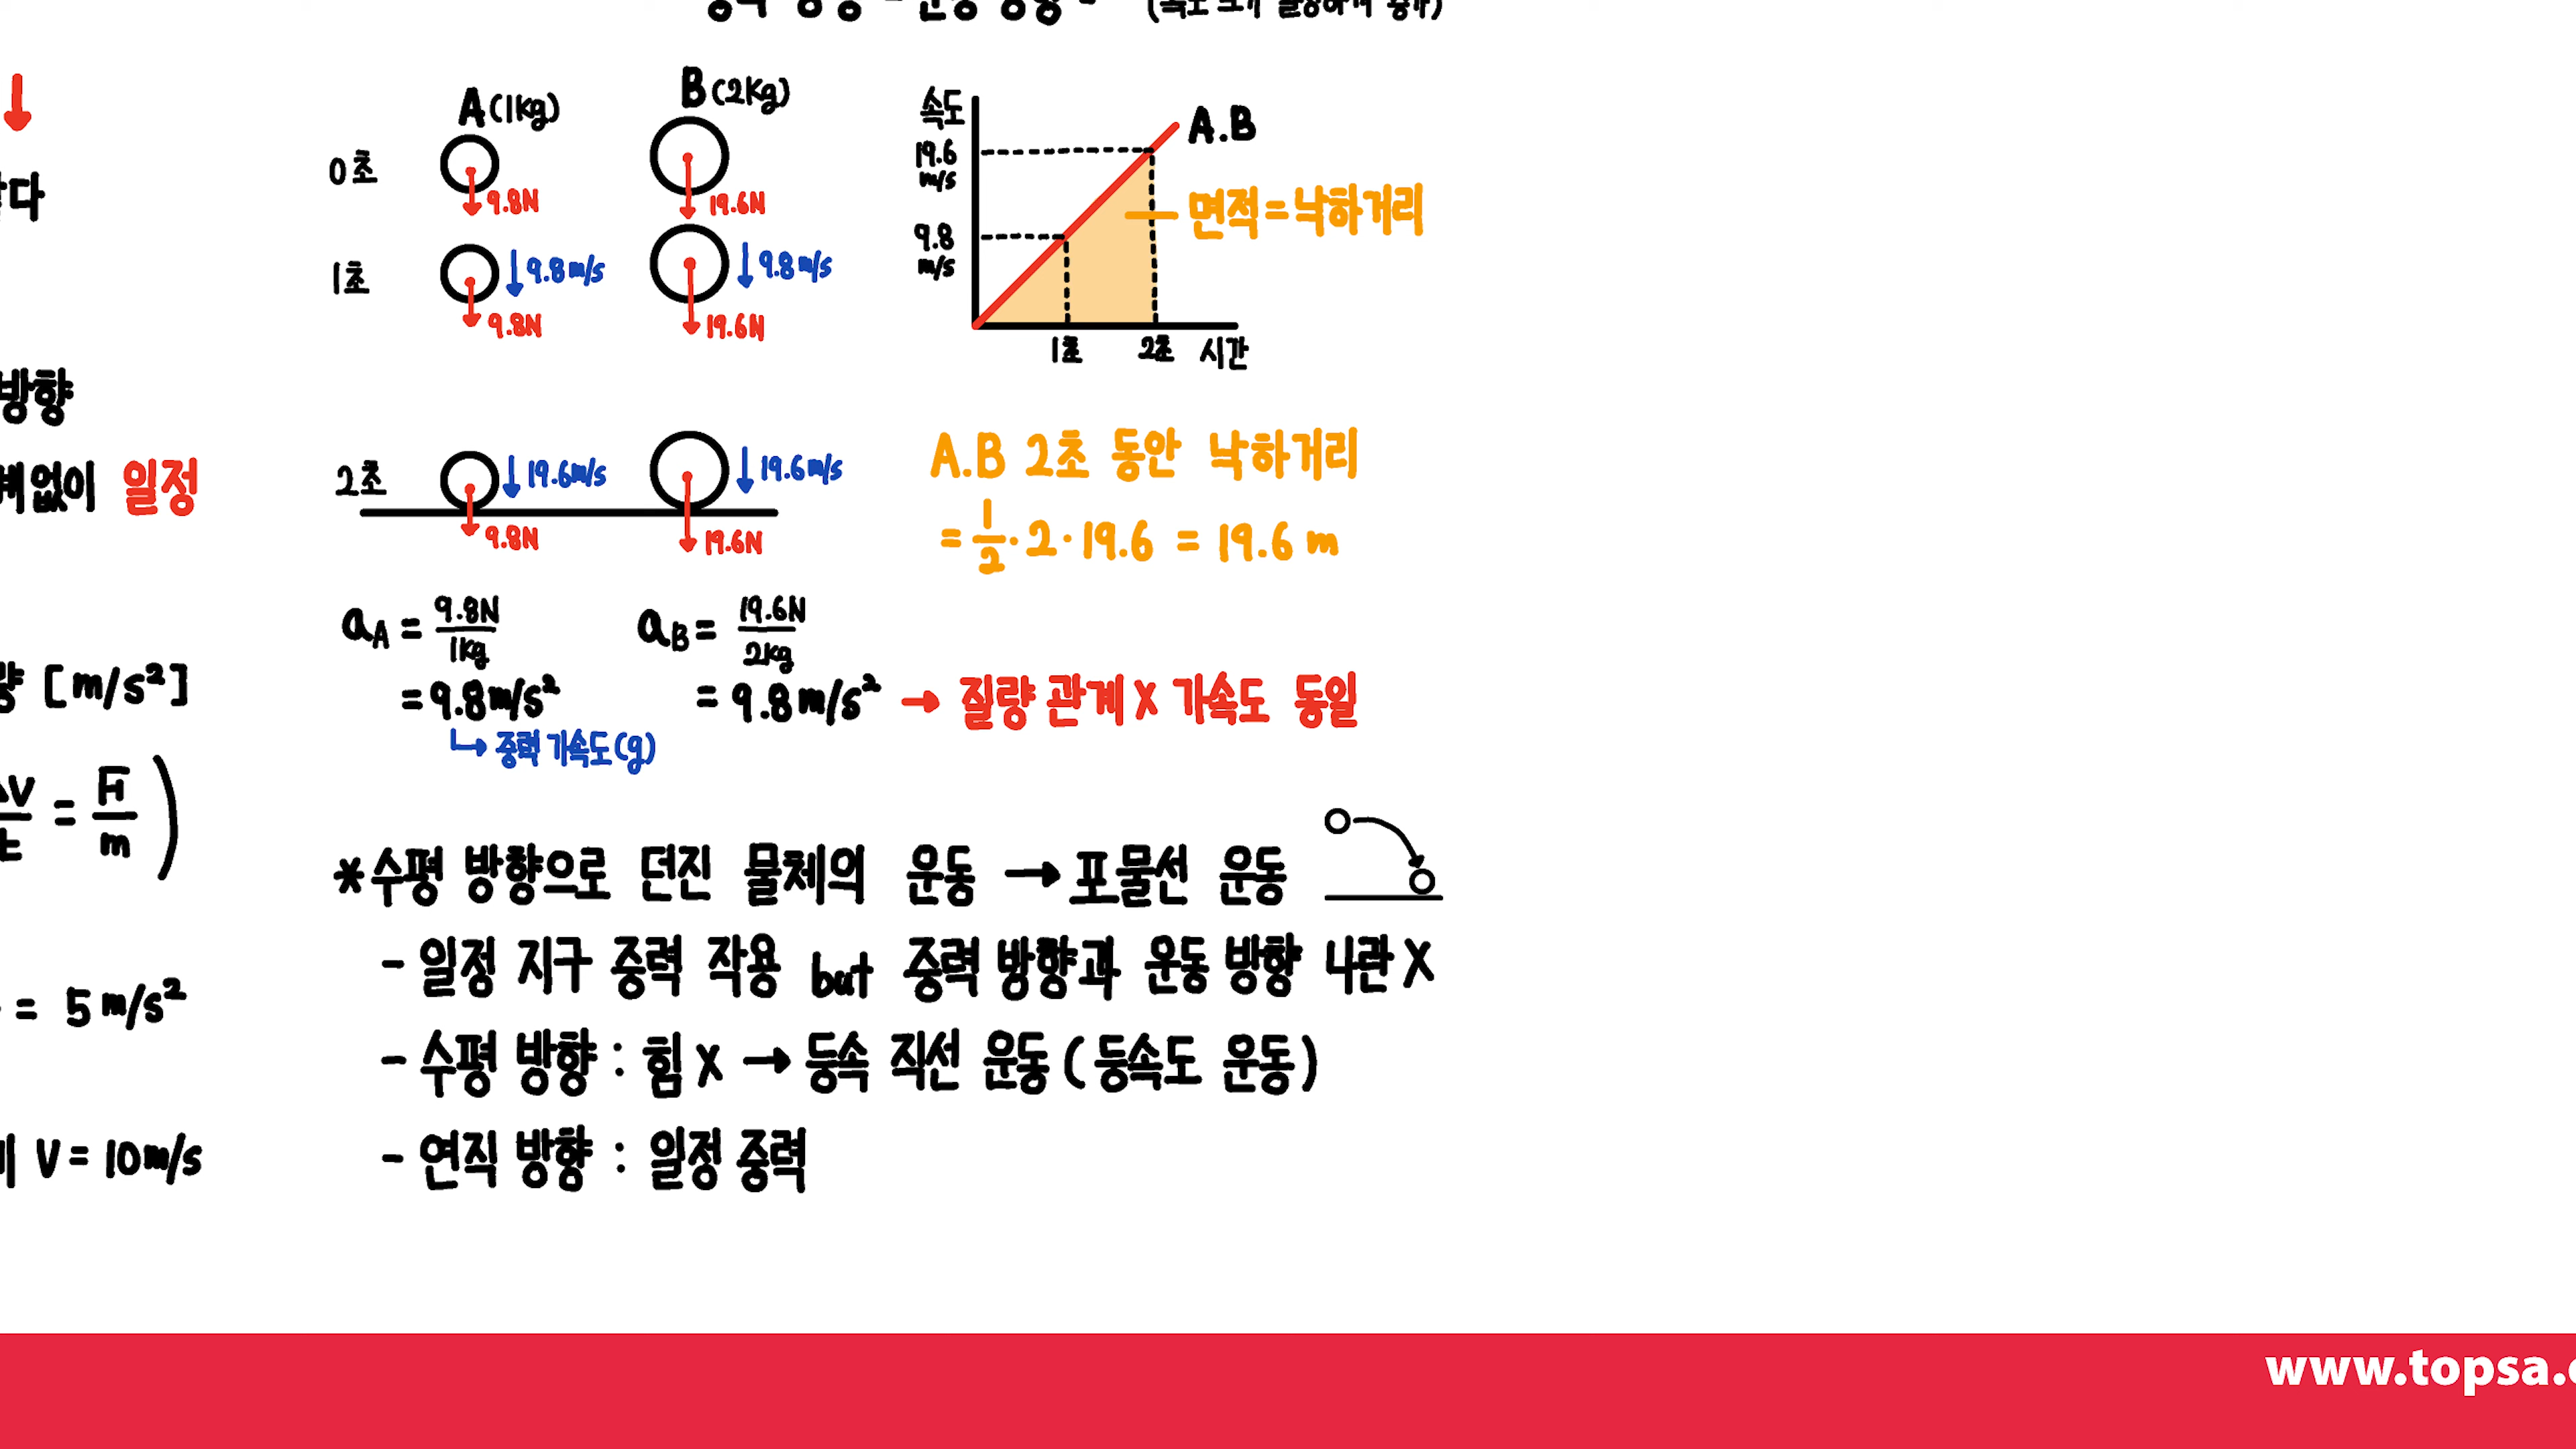 일정
[m/s²]
= F/m )
= 5 m/s²
V = 10m/s
방향
A (1kg)
B (2kg)
0초
9.8N
19.6N
1초
9.8m/s
9.8m/s
9.8N
19.6N
2초
19.6m/s
19.6m/s
9.8N
19.6N
속도
19.6 m/s
9.8 m/s
A.B
면적=낙하거리
1초 2초 시간
A.B 2초 동안 낙하거리
= 1/2 · 2 · 19.6 = 19.6 m
aA = 9.8N/1kg
aB = 19.6N/2kg
= 9.8m/s²
= 9.8m/s² → 질량 관계X 가속도 동일
↳ 중력 가속도(g)
*수평 방향으로 던진 물체의 운동 → 포물선 운동
- 일정 지구 중력 작용 but 중력 방향과 운동 방향 나란 X
- 수평 방향 : 힘 X → 등속 직선 운동 (등속도 운동)
- 연직 방향 : 일정 중력
www.topsa.